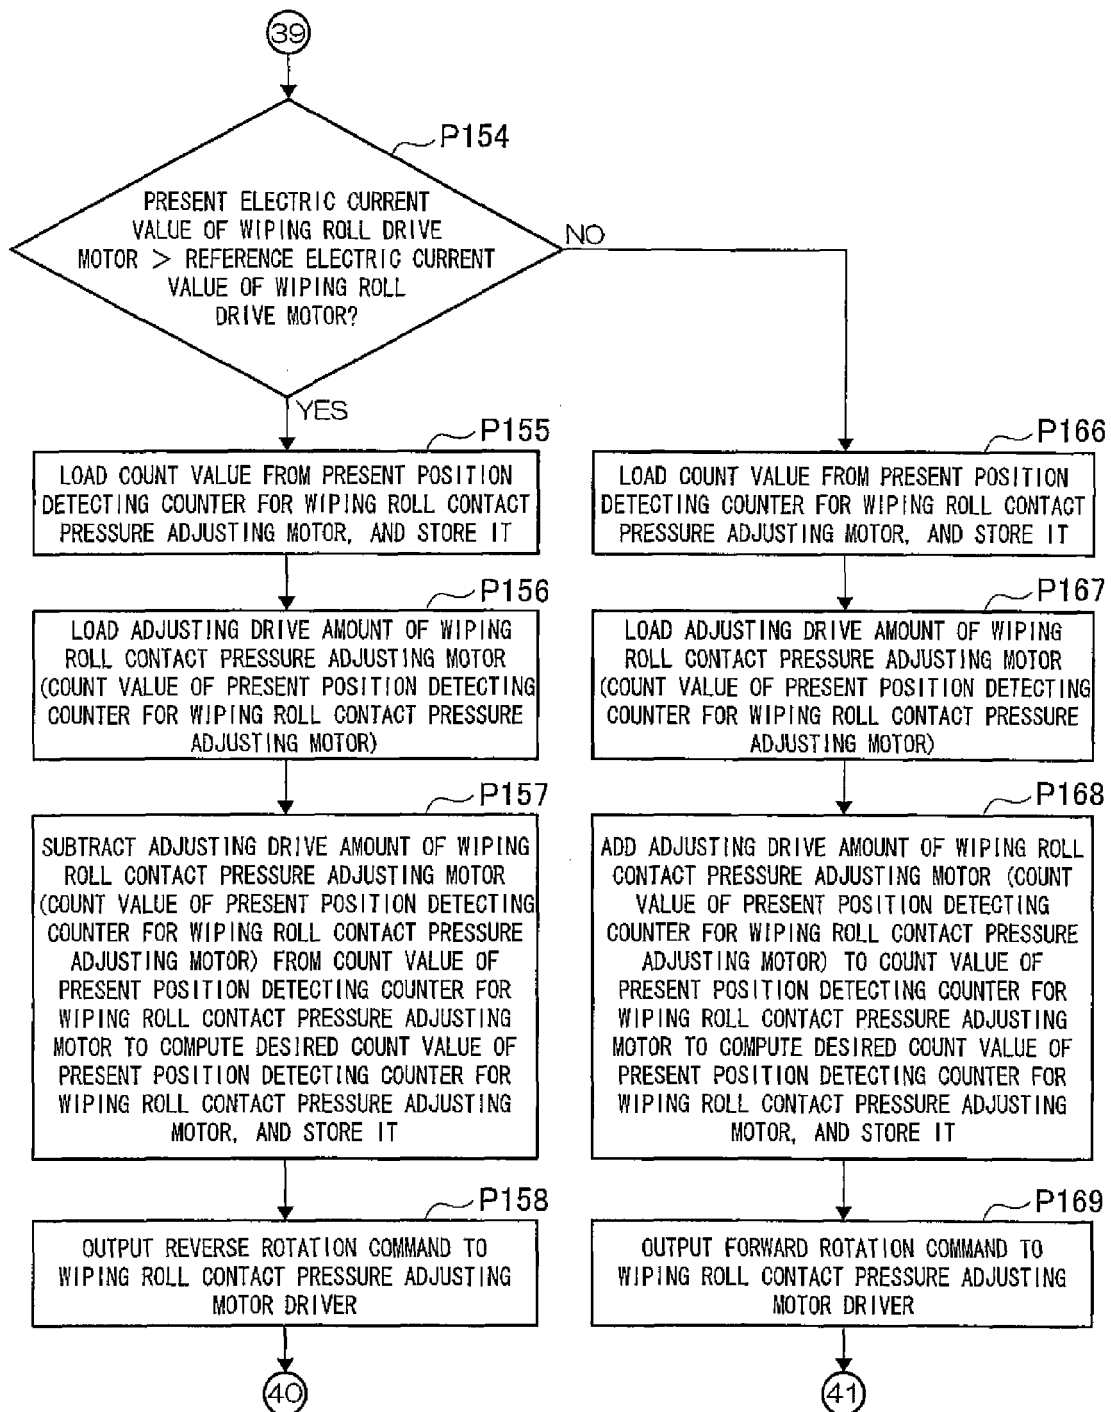 39
P154
PRESENT ELECTRIC CURRENT
VALUE OF WIPING ROLL DRIVE
MOTOR > REFERENCE ELECTRIC CURRENT
VALUE OF WIPING ROLL
DRIVE MOTOR?
NO
YES
P155
LOAD COUNT VALUE FROM PRESENT POSITION
DETECTING COUNTER FOR WIPING ROLL CONTACT
PRESSURE ADJUSTING MOTOR, AND STORE IT
P156
LOAD ADJUSTING DRIVE AMOUNT OF WIPING
ROLL CONTACT PRESSURE ADJUSTING MOTOR
(COUNT VALUE OF PRESENT POSITION DETECTING
COUNTER FOR WIPING ROLL CONTACT PRESSURE
ADJUSTING MOTOR)
P157
SUBTRACT ADJUSTING DRIVE AMOUNT OF WIPING
ROLL CONTACT PRESSURE ADJUSTING MOTOR
(COUNT VALUE OF PRESENT POSITION DETECTING
COUNTER FOR WIPING ROLL CONTACT PRESSURE
ADJUSTING MOTOR) FROM COUNT VALUE OF
PRESENT POSITION DETECTING COUNTER FOR
WIPING ROLL CONTACT PRESSURE ADJUSTING
MOTOR TO COMPUTE DESIRED COUNT VALUE OF
PRESENT POSITION DETECTING COUNTER FOR
WIPING ROLL CONTACT PRESSURE ADJUSTING
MOTOR, AND STORE IT
P158
OUTPUT REVERSE ROTATION COMMAND TO
WIPING ROLL CONTACT PRESSURE ADJUSTING
MOTOR DRIVER
40
P166
LOAD COUNT VALUE FROM PRESENT POSITION
DETECTING COUNTER FOR WIPING ROLL CONTACT
PRESSURE ADJUSTING MOTOR, AND STORE IT
P167
LOAD ADJUSTING DRIVE AMOUNT OF WIPING
ROLL CONTACT PRESSURE ADJUSTING MOTOR
(COUNT VALUE OF PRESENT POSITION DETECTING
COUNTER FOR WIPING ROLL CONTACT PRESSURE
ADJUSTING MOTOR)
P168
ADD ADJUSTING DRIVE AMOUNT OF WIPING ROLL
CONTACT PRESSURE ADJUSTING MOTOR (COUNT
VALUE OF PRESENT POSITION DETECTING
COUNTER FOR WIPING ROLL CONTACT PRESSURE
ADJUSTING MOTOR) TO COUNT VALUE OF
PRESENT POSITION DETECTING COUNTER FOR
WIPING ROLL CONTACT PRESSURE ADJUSTING
MOTOR TO COMPUTE DESIRED COUNT VALUE OF
PRESENT POSITION DETECTING COUNTER FOR
WIPING ROLL CONTACT PRESSURE ADJUSTING
MOTOR, AND STORE IT
P169
OUTPUT FORWARD ROTATION COMMAND TO
WIPING ROLL CONTACT PRESSURE ADJUSTING
MOTOR DRIVER
41